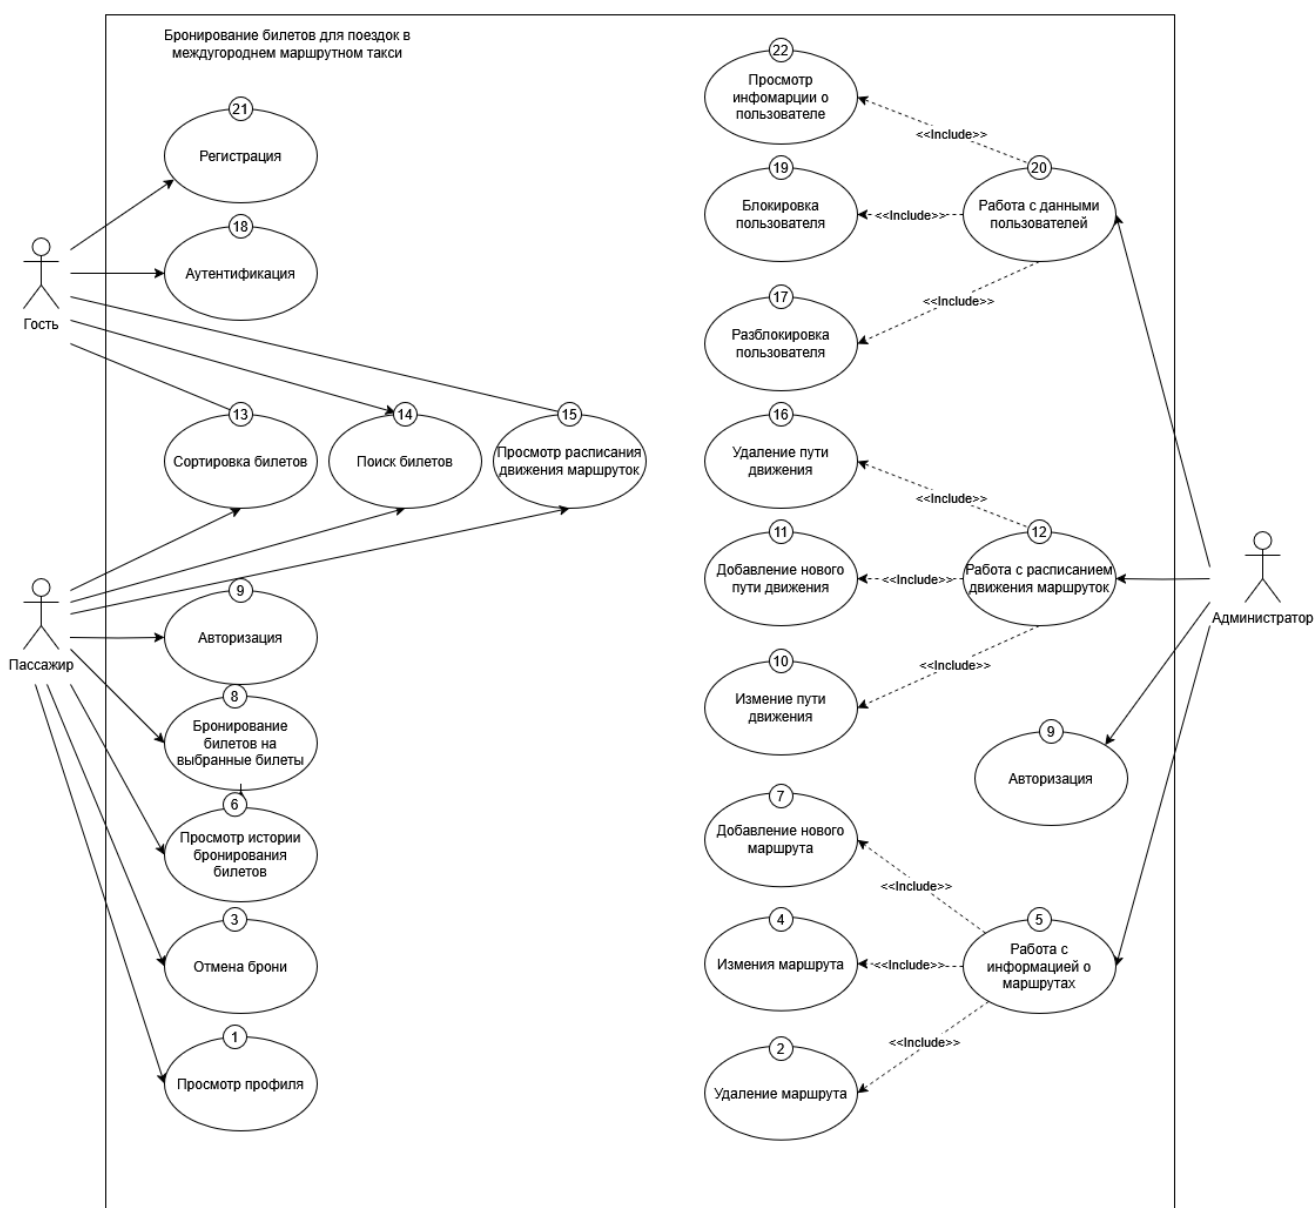 Бронирование билетов для поездок в
междугороднем маршрутном такси
21
Регистрация
18
Аутентификация
Гость
13
Сортировка билетов
14
Поиск билетов
15
Просмотр расписания
движения маршруток
Пассажир
9
Авторизация
8
Бронирование
билетов на
выбранные билеты
6
Просмотр истории
бронирования
билетов
3
Отмена брони
1
Просмотр профиля
22
Просмотр
инфомарции о
пользователе
<<Include>>
19
Блокировка
пользователя
<<Include>>
20
Работа с данными
пользователей
<<Include>>
17
Разблокировка
пользователя
16
Удаление пути
движения
<<Include>>
11
Добавление нового
пути движения
<<Include>>
12
Работа с расписанием
движения маршруток
<<Include>>
10
Измение пути
движения
Администратор
9
Авторизация
7
Добавление нового
маршрута
<<Include>>
4
Измения маршрута
<<Include>>
5
Работа с
информацией о
маршрутах
<<Include>>
2
Удаление маршрута